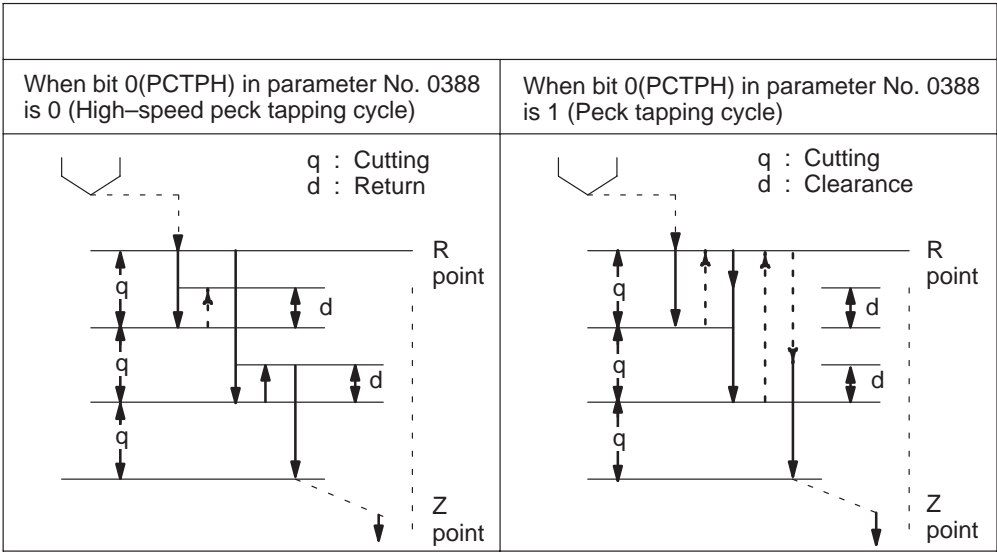 When bit 0(PCTPH) in parameter No. 0388
is 0 (High–speed peck tapping cycle)
When bit 0(PCTPH) in parameter No. 0388
is 1 (Peck tapping cycle)
q : Cutting
d : Return
R
point
q
d
q
d
q
Z
point
q : Cutting
d : Clearance
R
point
q
d
q
d
q
Z
point